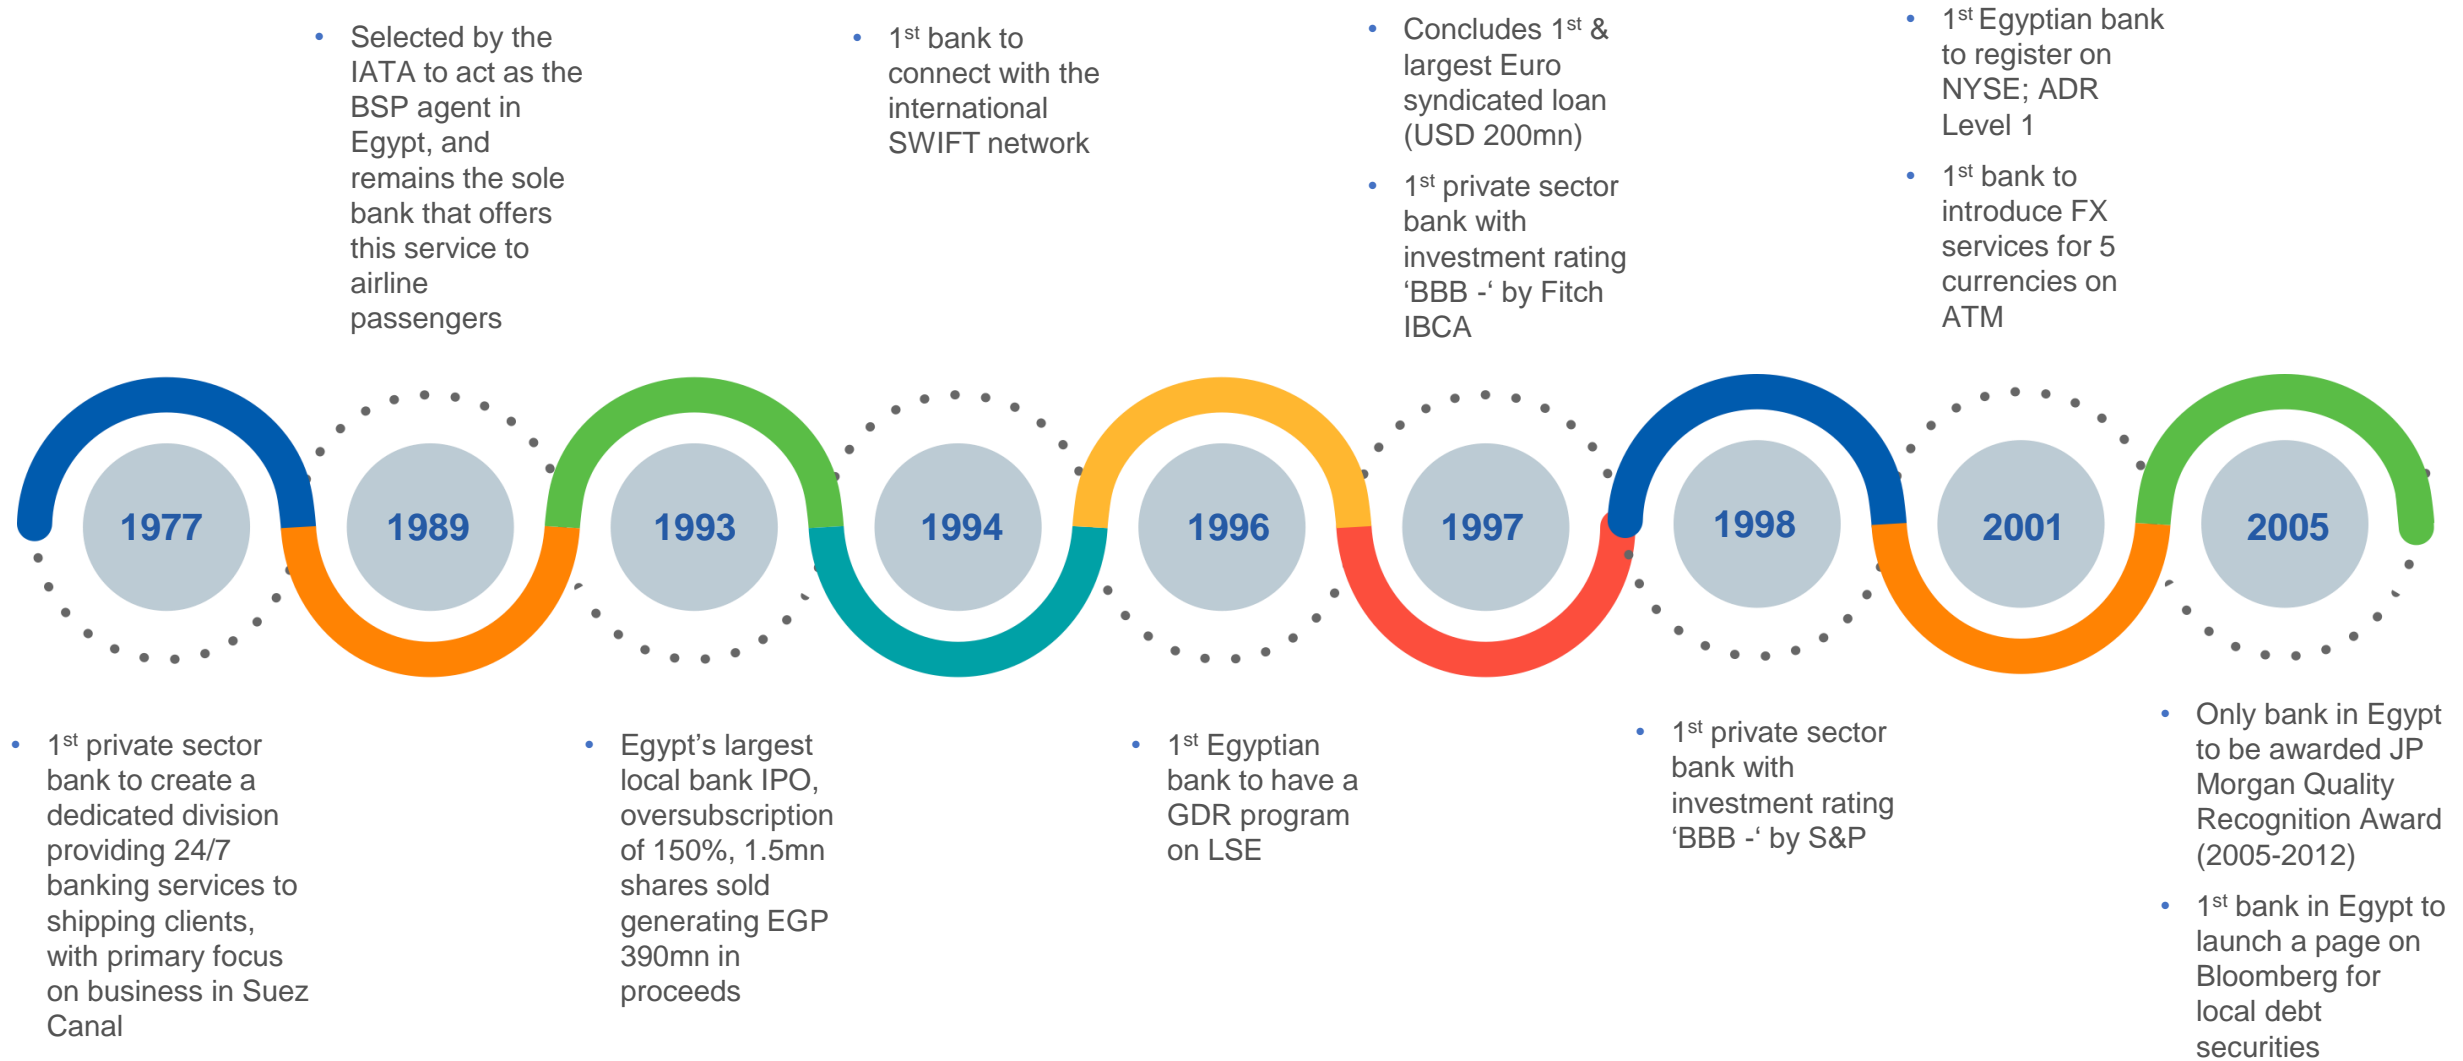 • Selected by the
IATA to act as the
BSP agent in
Egypt, and
remains the sole
bank that offers
this service to
airline
passengers
• 1st bank to
connect with the
international
SWIFT network
• Concludes 1st &
largest Euro
syndicated loan
(USD 200mn)
• 1st private sector
bank with
investment rating
‘BBB -‘ by Fitch
IBCA
• 1st Egyptian bank
to register on
NYSE; ADR
Level 1
• 1st bank to
introduce FX
services for 5
currencies on
ATM
1977
1989
1993
1994
1996
1997
1998
2001
2005
• 1st private sector
bank to create a
dedicated division
providing 24/7
banking services to
shipping clients,
with primary focus
on business in Suez
Canal
• Egypt’s largest
local bank IPO,
oversubscription
of 150%, 1.5mn
shares sold
generating EGP
390mn in
proceeds
• 1st Egyptian
bank to have a
GDR program
on LSE
• 1st private sector
bank with
investment rating
‘BBB -‘ by S&P
• Only bank in Egypt
to be awarded JP
Morgan Quality
Recognition Award
(2005-2012)
• 1st bank in Egypt to
launch a page on
Bloomberg for
local debt
securities